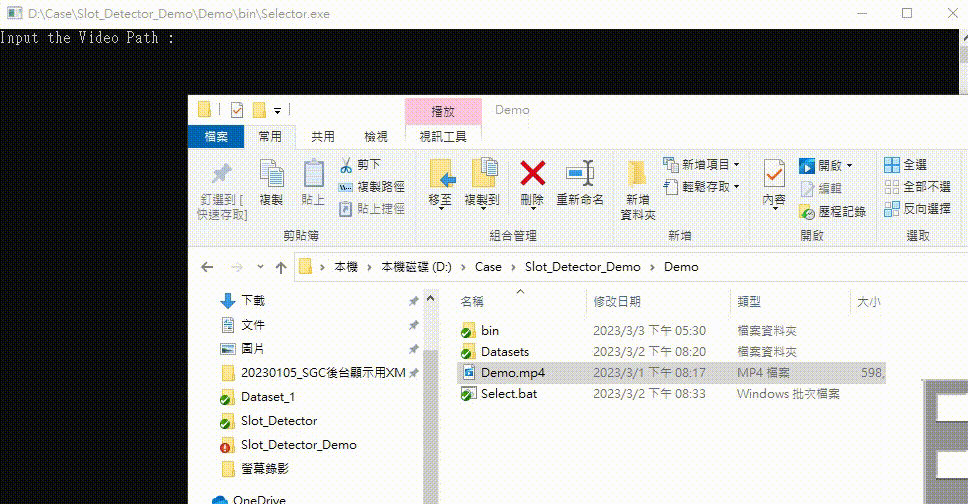 D:\Case\Slot_Detector_Demo\Demo\bin\Selector.exe
Input the Video Path :
播放
Demo
檔案
常用
共用
檢視
視訊工具
釘選到 [
快速存取]
複製
貼上
剪下
複製路徑
貼上捷徑
剪貼簿
移至
複製到
刪除
重新命名
組合管理
新增
資料夾
新增項目
輕鬆存取
新增
內容
開啟
編輯
歷程記錄
開啟
全選
全部不選
反向選擇
選取
本機 › 本機磁碟 (D:) › Case › Slot_Detector_Demo › Demo
下載
文件
圖片
20230105_SGC後台顯示用XM
Dataset_1
Slot_Detector
Slot_Detector_Demo
螢幕錄影
OneDrive
名稱 修改日期 類型 大小
bin 2023/3/3 下午 05:30 檔案資料夾
Datasets 2023/3/2 下午 08:20 檔案資料夾
Demo.mp4 2023/3/1 下午 08:17 MP4 檔案 598,
Select.bat 2023/3/2 下午 08:33 Windows 批次檔案